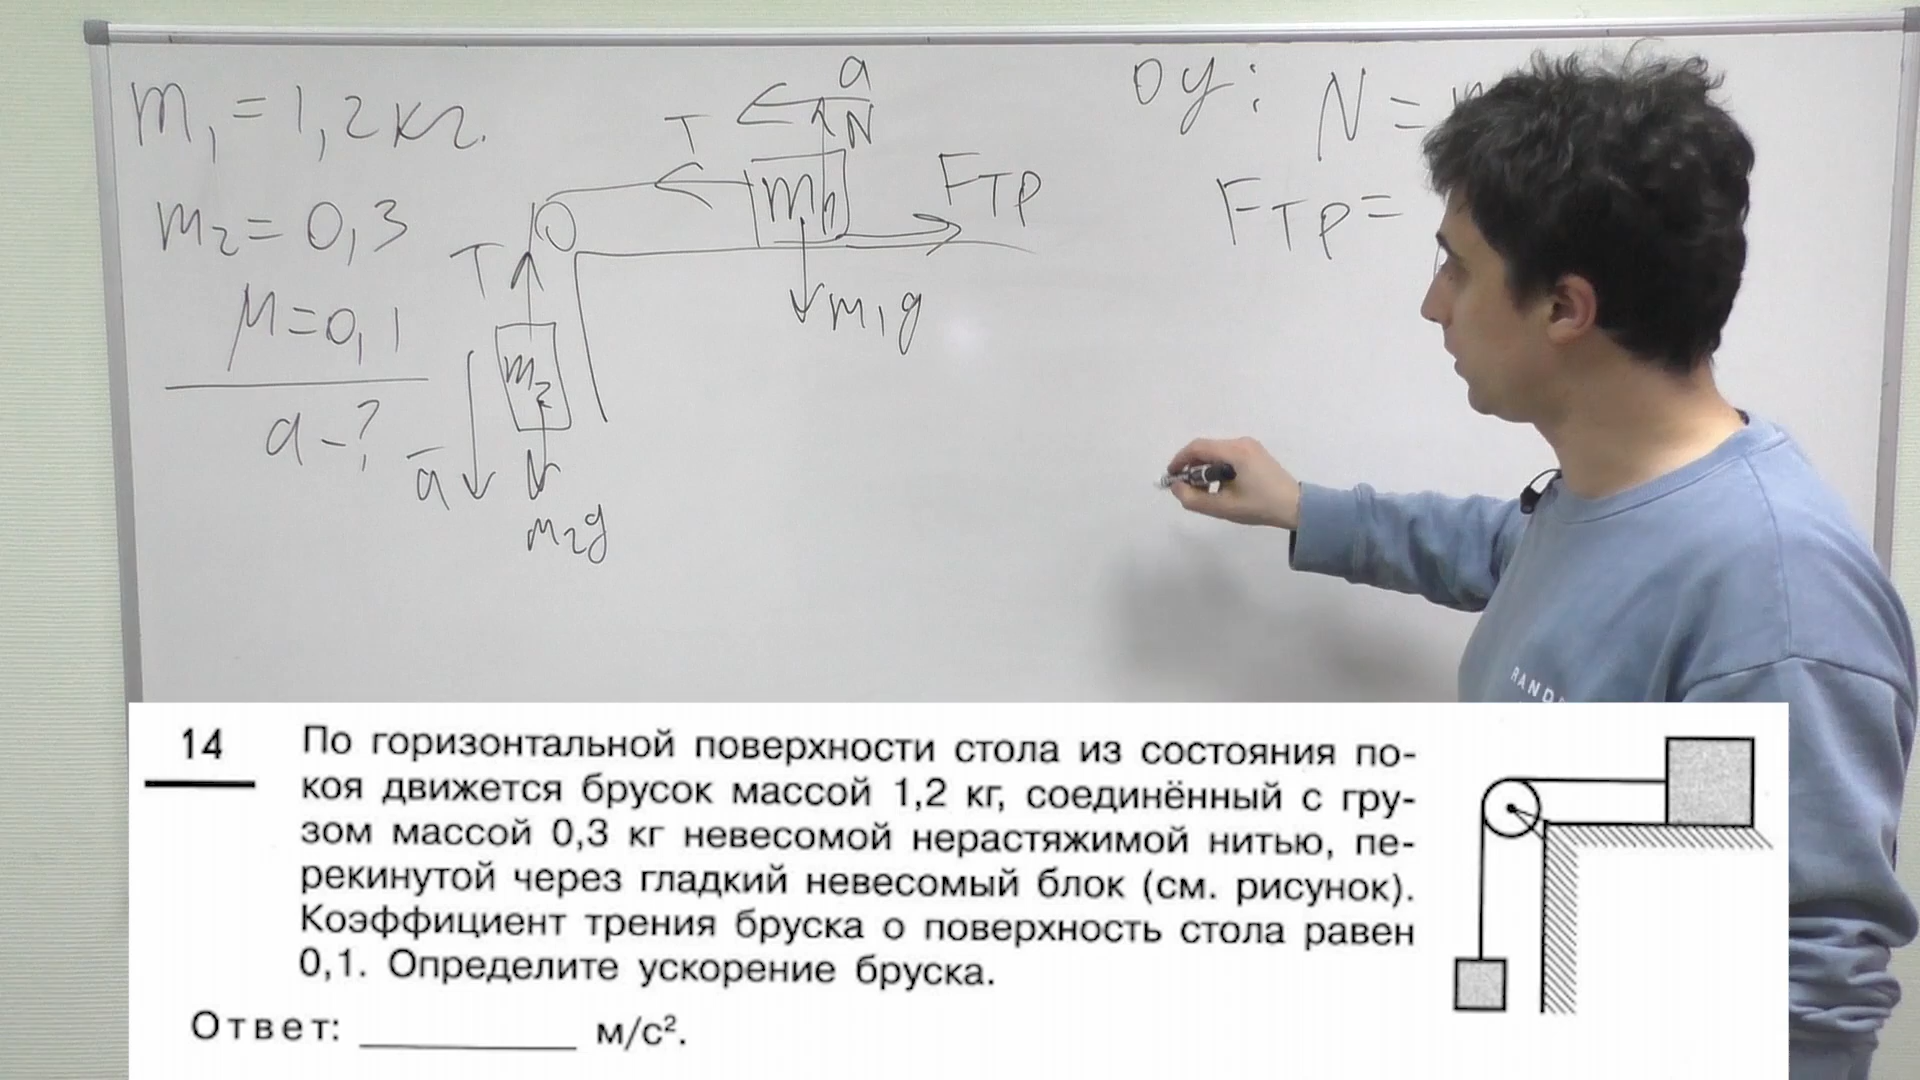 m₁ = 1,2 кг.
m₂ = 0,3
μ = 0,1
a - ?
T
a
N
m₁
Fтр
m₁g
T
m₂
a
m₂g
oy: N =
Fтр =
RAND
14
По горизонтальной поверхности стола из состояния по-
коя движется брусок массой 1,2 кг, соединённый с гру-
зом массой 0,3 кг невесомой нерастяжимой нитью, пе-
рекинутой через гладкий невесомый блок (см. рисунок).
Коэффициент трения бруска о поверхность стола равен
0,1. Определите ускорение бруска.
Ответ: ____________ м/с².